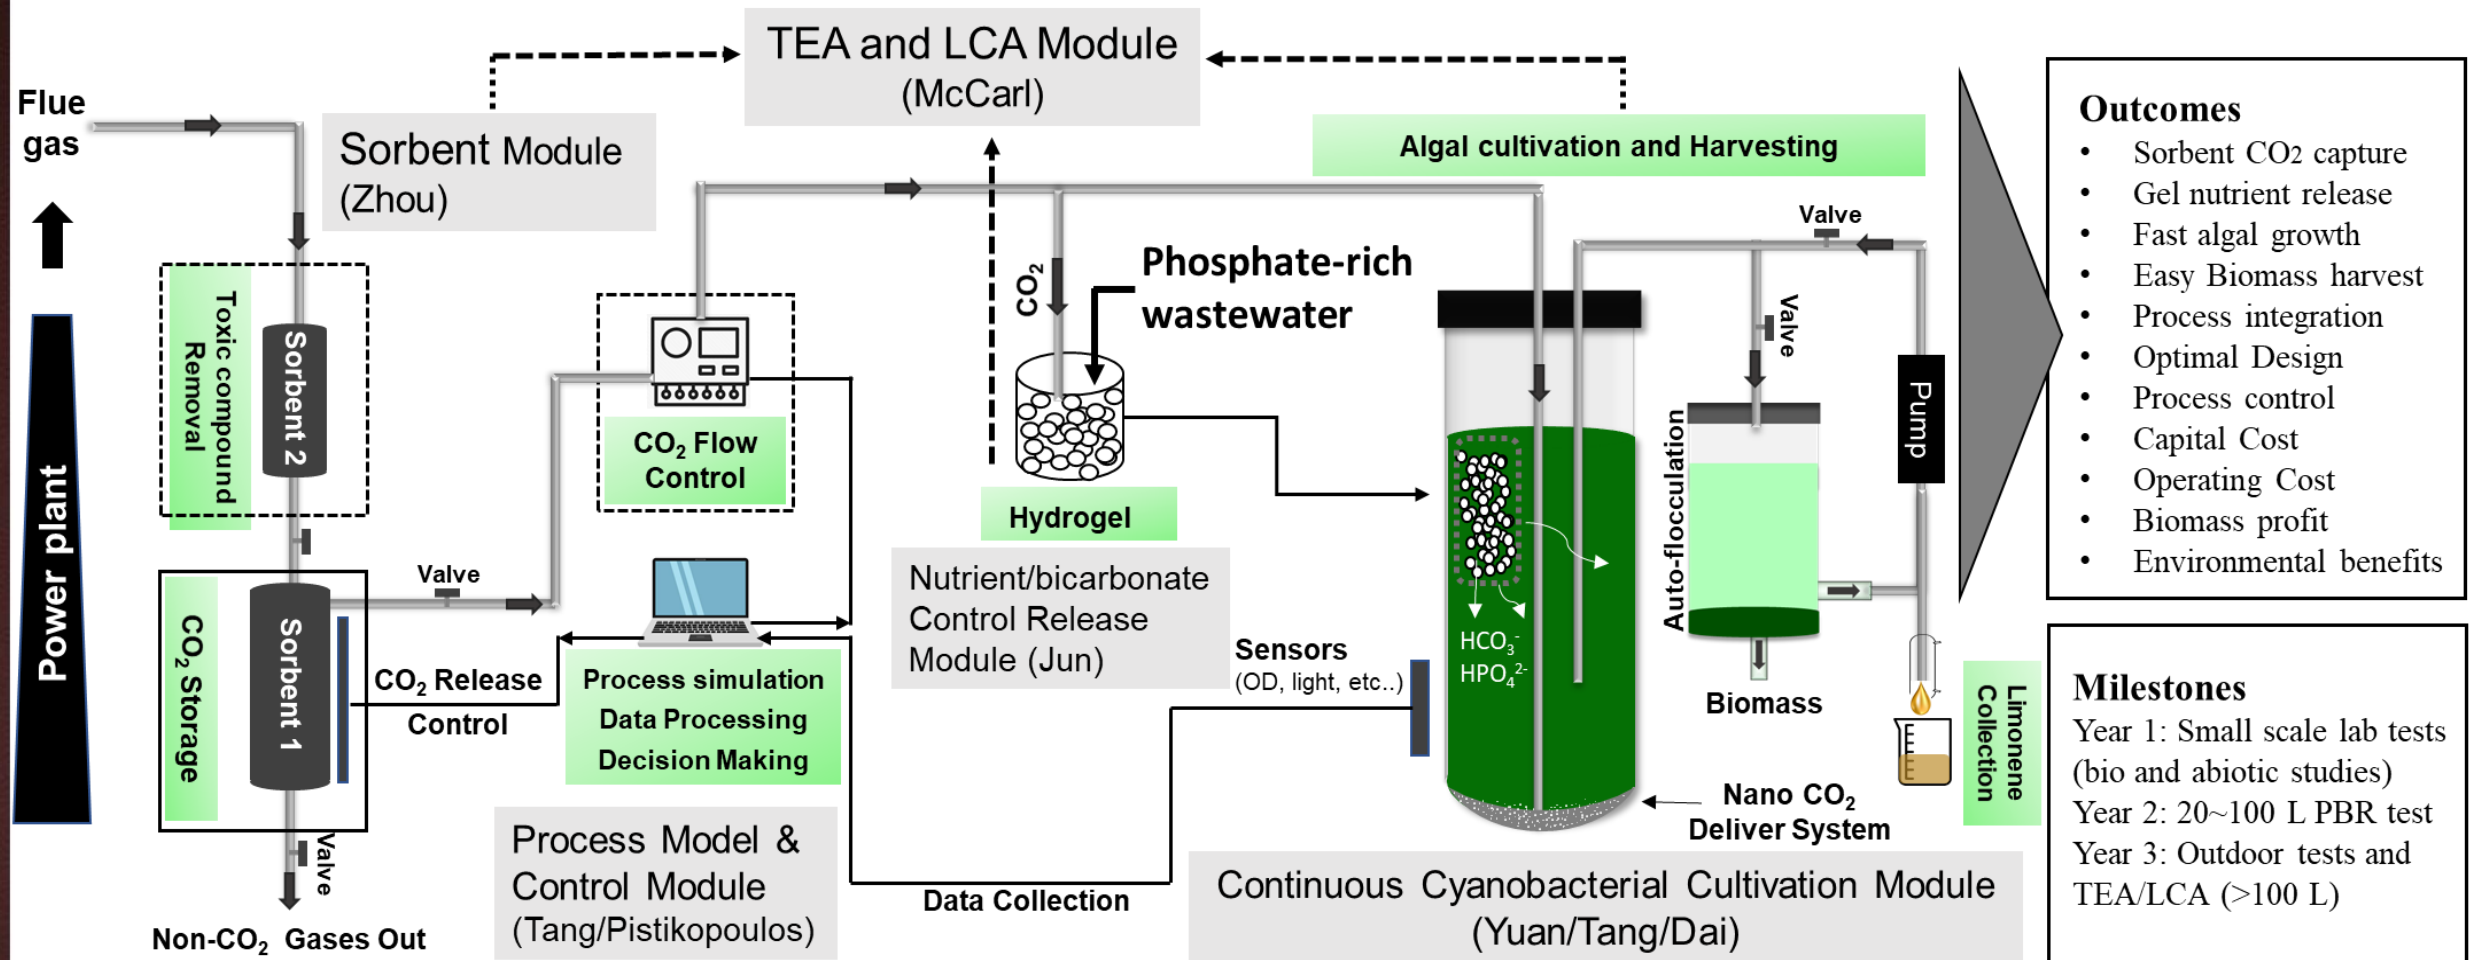 TEA and LCA Module
(McCarl)
Flue
gas
Sorbent Module
(Zhou)
Algal cultivation and Harvesting
Power plant
Toxic compound
Removal
Sorbent 2
CO₂ Storage
Sorbent 1
Valve
Non-CO₂ Gases Out
Valve
CO₂ Release
Control
CO₂ Flow
Control
Process simulation
Data Processing
Decision Making
Process Model &
Control Module
(Tang/Pistikopoulos)
CO₂
Phosphate-rich
wastewater
Hydrogel
Nutrient/bicarbonate
Control Release
Module (Jun)
Sensors
(OD, light, etc..)
Data Collection
HCO₃⁻
HPO₄²⁻
Nano CO₂
Deliver System
Continuous Cyanobacterial Cultivation Module
(Yuan/Tang/Dai)
Valve
Valve
Auto-flocculation
Pump
Biomass
Limonene
Collection
Outcomes
• Sorbent CO2 capture
• Gel nutrient release
• Fast algal growth
• Easy Biomass harvest
• Process integration
• Optimal Design
• Process control
• Capital Cost
• Operating Cost
• Biomass profit
• Environmental benefits
Milestones
Year 1: Small scale lab tests
(bio and abiotic studies)
Year 2: 20~100 L PBR test
Year 3: Outdoor tests and
TEA/LCA (>100 L)